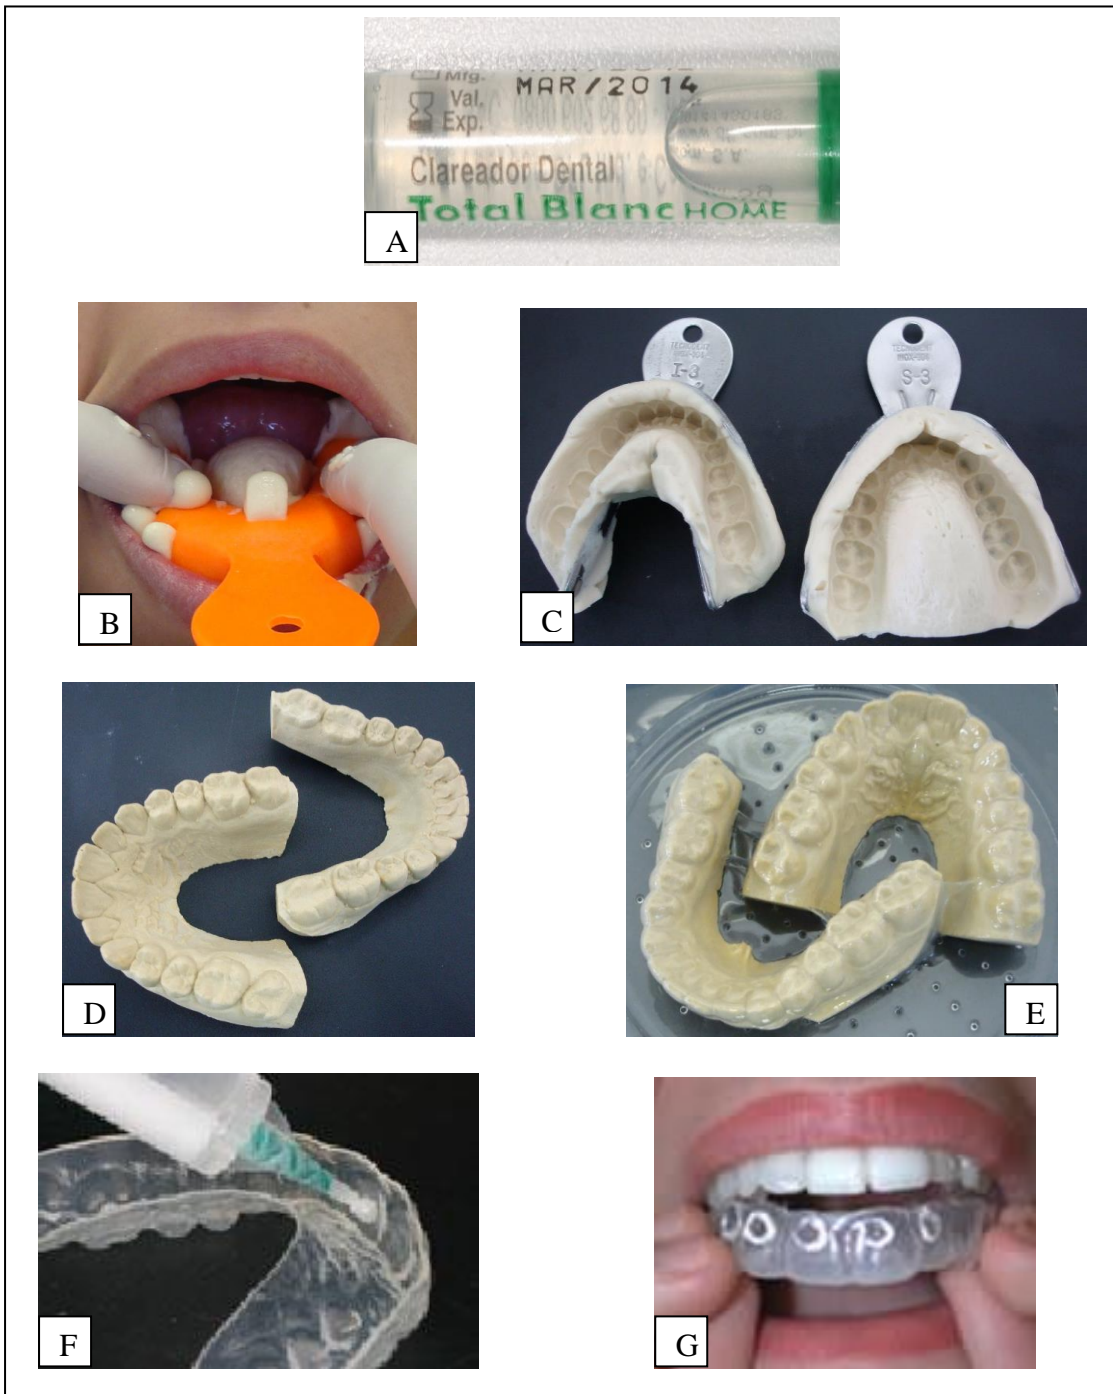 Mfg.
MAR/2014
Val.
Exp.
Clareador Dental
Total Blanc HOME
A
B
I-3
S-3
C
D
E
F
G